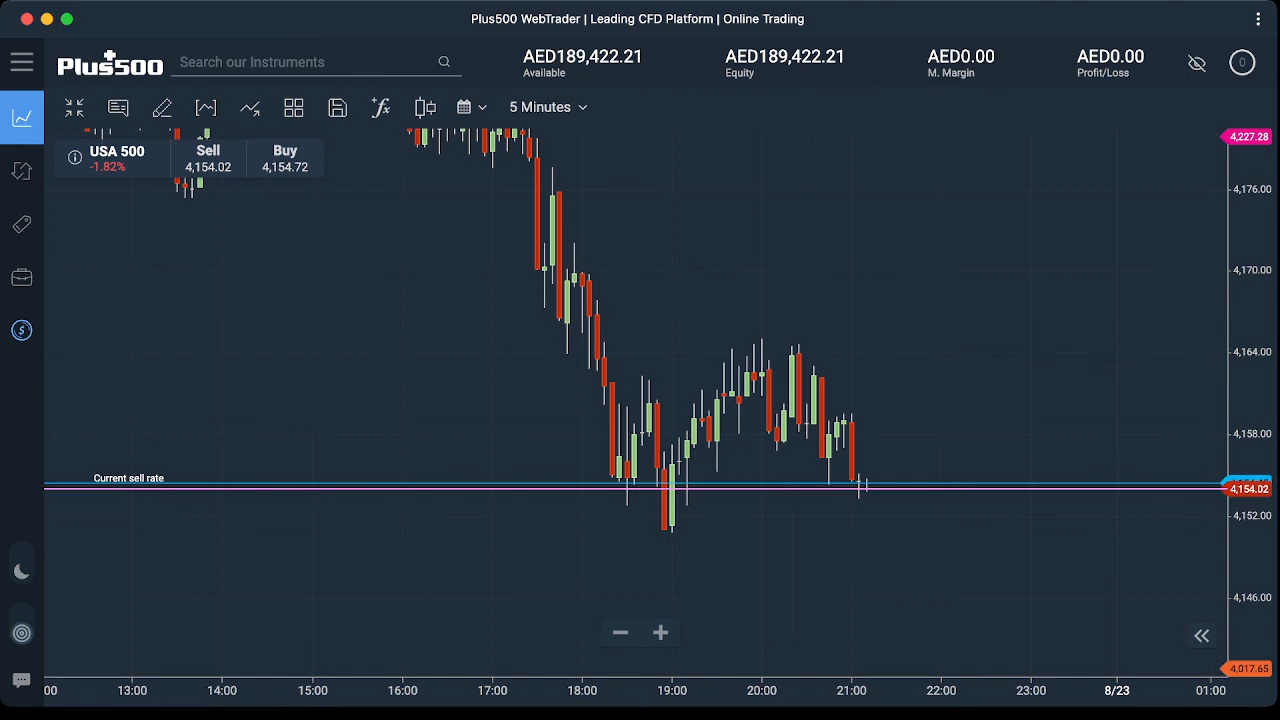 Plus500 WebTrader | Leading CFD Platform | Online Trading
Plus500
Search our Instruments
AED189,422.21
Available
AED189,422.21
Equity
AED0.00
M. Margin
AED0.00
Profit/Loss
0
5 Minutes
USA 500
-1.82%
Sell
4,154.02
Buy
4,154.72
4,227.28
4,176.00
4,170.00
4,164.00
4,158.00
Current sell rate
4,154.02
4,152.00
4,146.00
4,017.65
:00
13:00
14:00
15:00
16:00
17:00
18:00
19:00
20:00
21:00
22:00
23:00
8/23
01:00